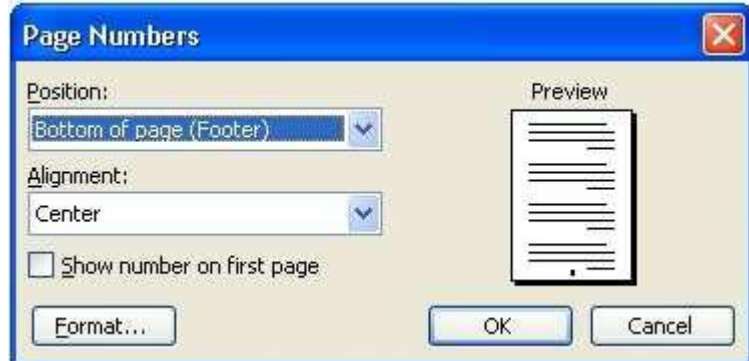 Page Numbers
Position:
Preview
Bottom of page (Footer)
Alignment:
Center
Show number on first page
Format...
OK
Cancel